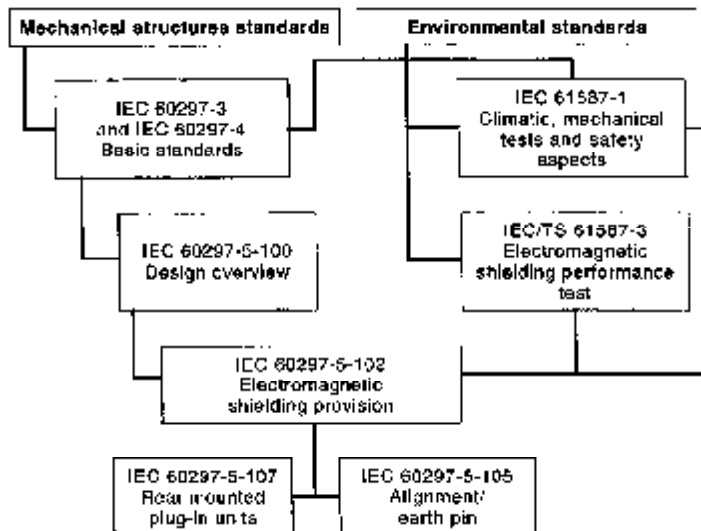 Mechanical structures standards
Environmental standards
IEC 60297-3
and IEC 60297-4
Basic standards
IEC 61587-1
Climatic, mechanical
tests and safety
aspects
IEC 60297-5-100
Design overview
IEC/TS 61587-3
Electromagnetic
shielding performance
test
IEC 60297-5-102
Electromagnetic
shielding provision
IEC 60297-5-107
Rear mounted
plug-in units
IEC 60297-5-105
Alignment/
earth pin